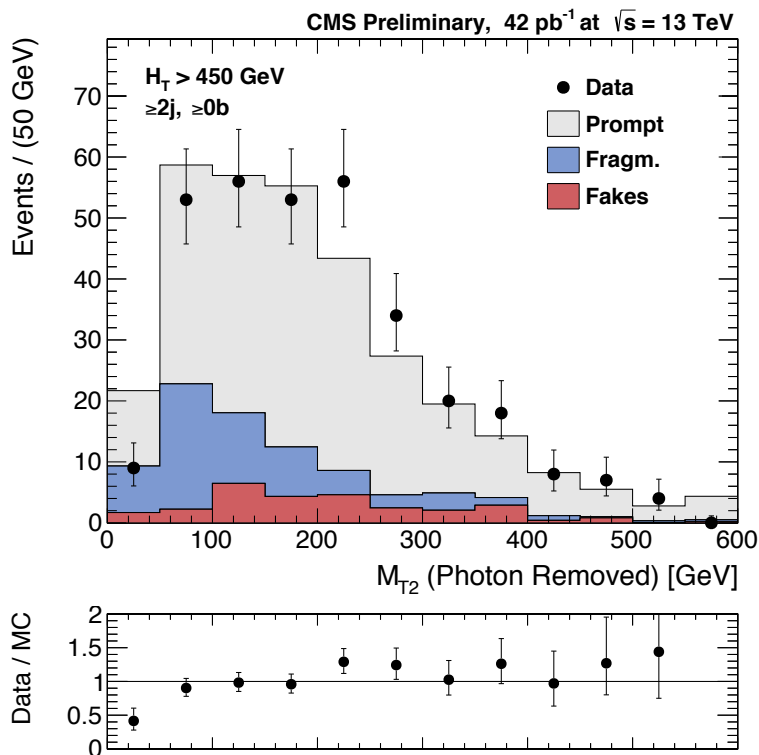 CMS Preliminary, 42 pb⁻¹ at √s = 13 TeV
H_T > 450 GeV
≥2j, ≥0b
Data
Prompt
Fragm.
Fakes
Events / (50 GeV)
70
60
50
40
30
20
10
0
0 100 200 300 400 500 600
M_T2 (Photon Removed) [GeV]
Data / MC
2
1.5
1
0.5
0